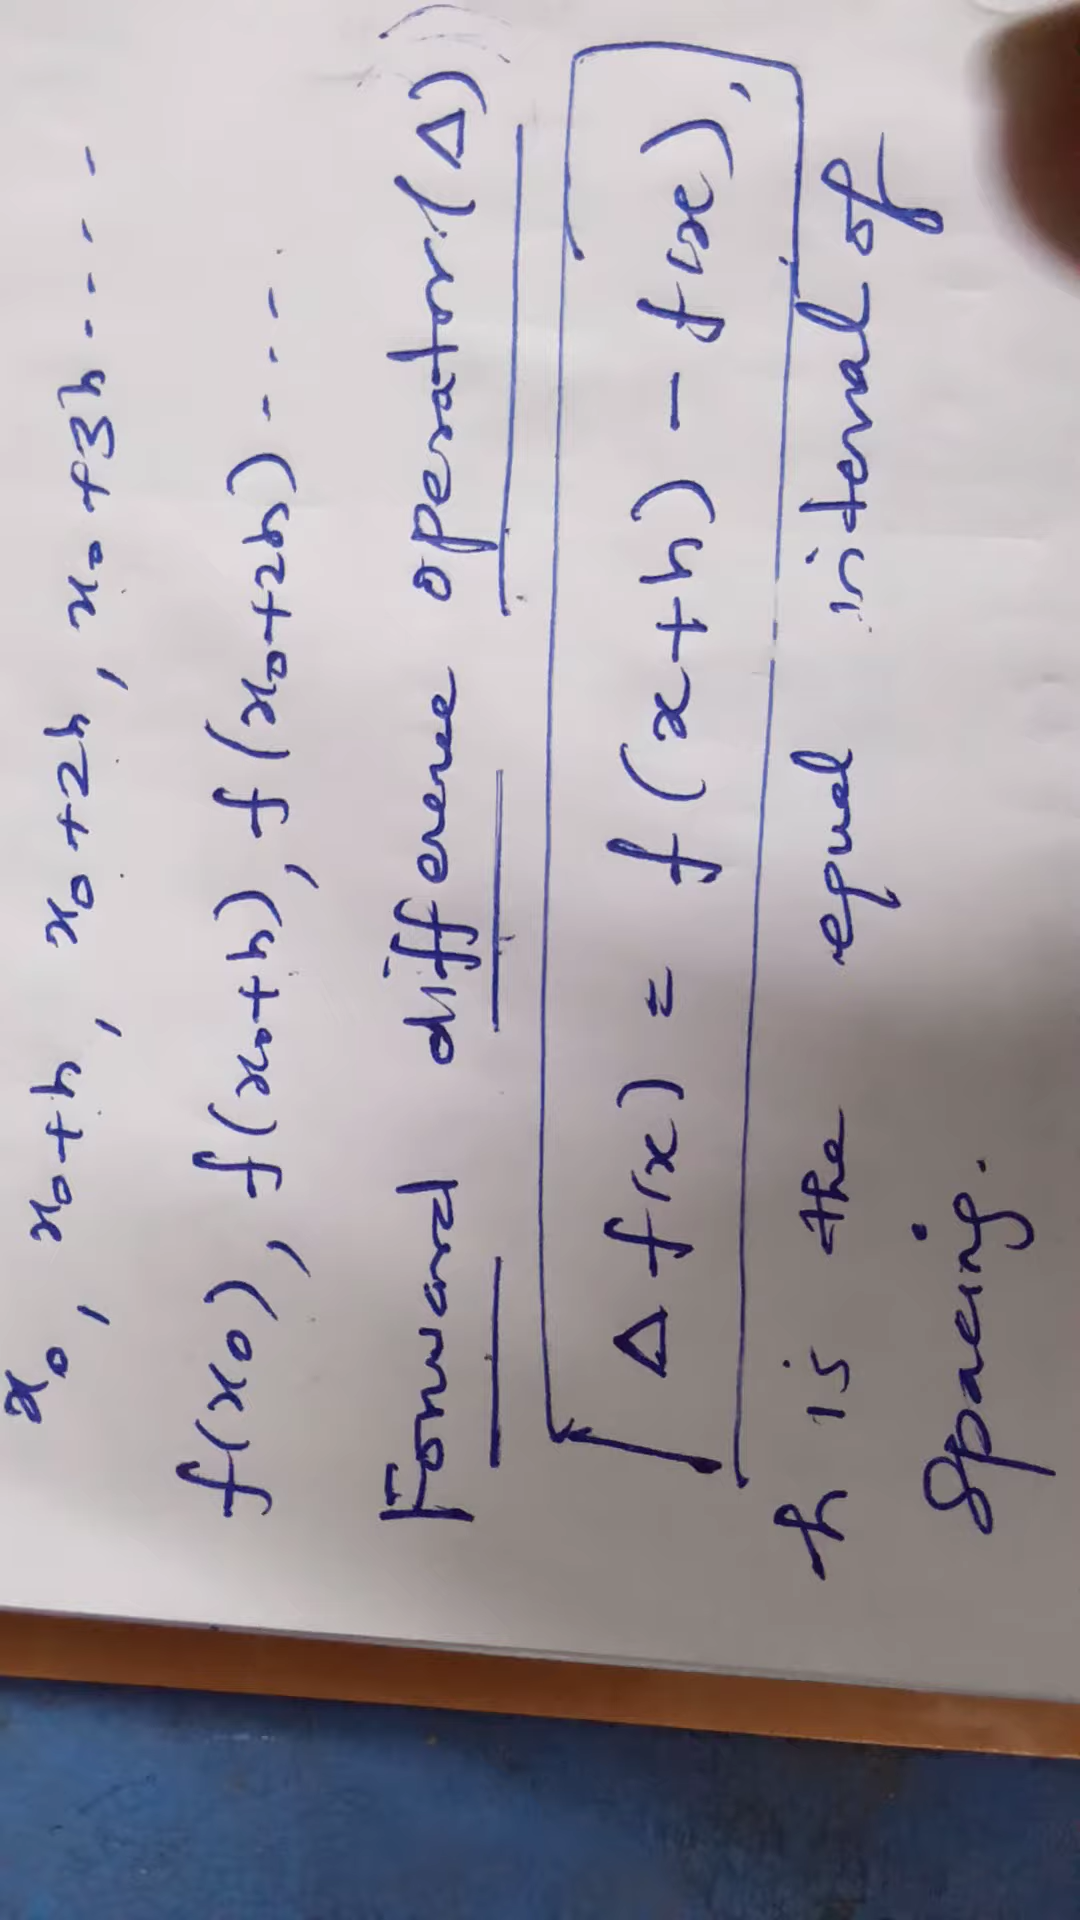 x₀, x₀+h, x₀+2h, x₀+3h - - - -
f(x₀), f(x₀+h), f(x₀+2h) - - - -
Forward difference operator (Δ)
Δ f(x) = f(x+h) - f(x),
h is the equal interval of
spacing.